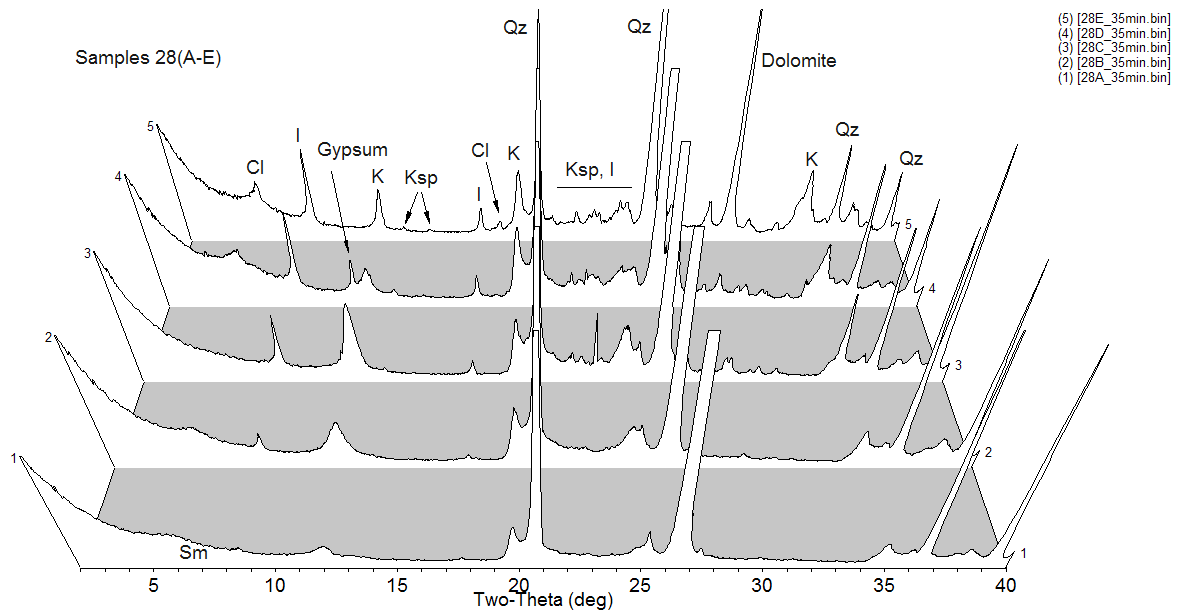 Samples 28(A-E)
Qz
Qz
Dolomite
(5) [28E_35min.bin]
(4) [28D_35min.bin]
(3) [28C_35min.bin]
(2) [28B_35min.bin]
(1) [28A_35min.bin]
5
Cl
I
Gypsum
K
Ksp
I
Cl
K
Ksp, I
K
Qz
Qz
4
5
3
4
2
3
1
2
Sm
1
5 10 15 20 25 30 35 40
Two-Theta (deg)